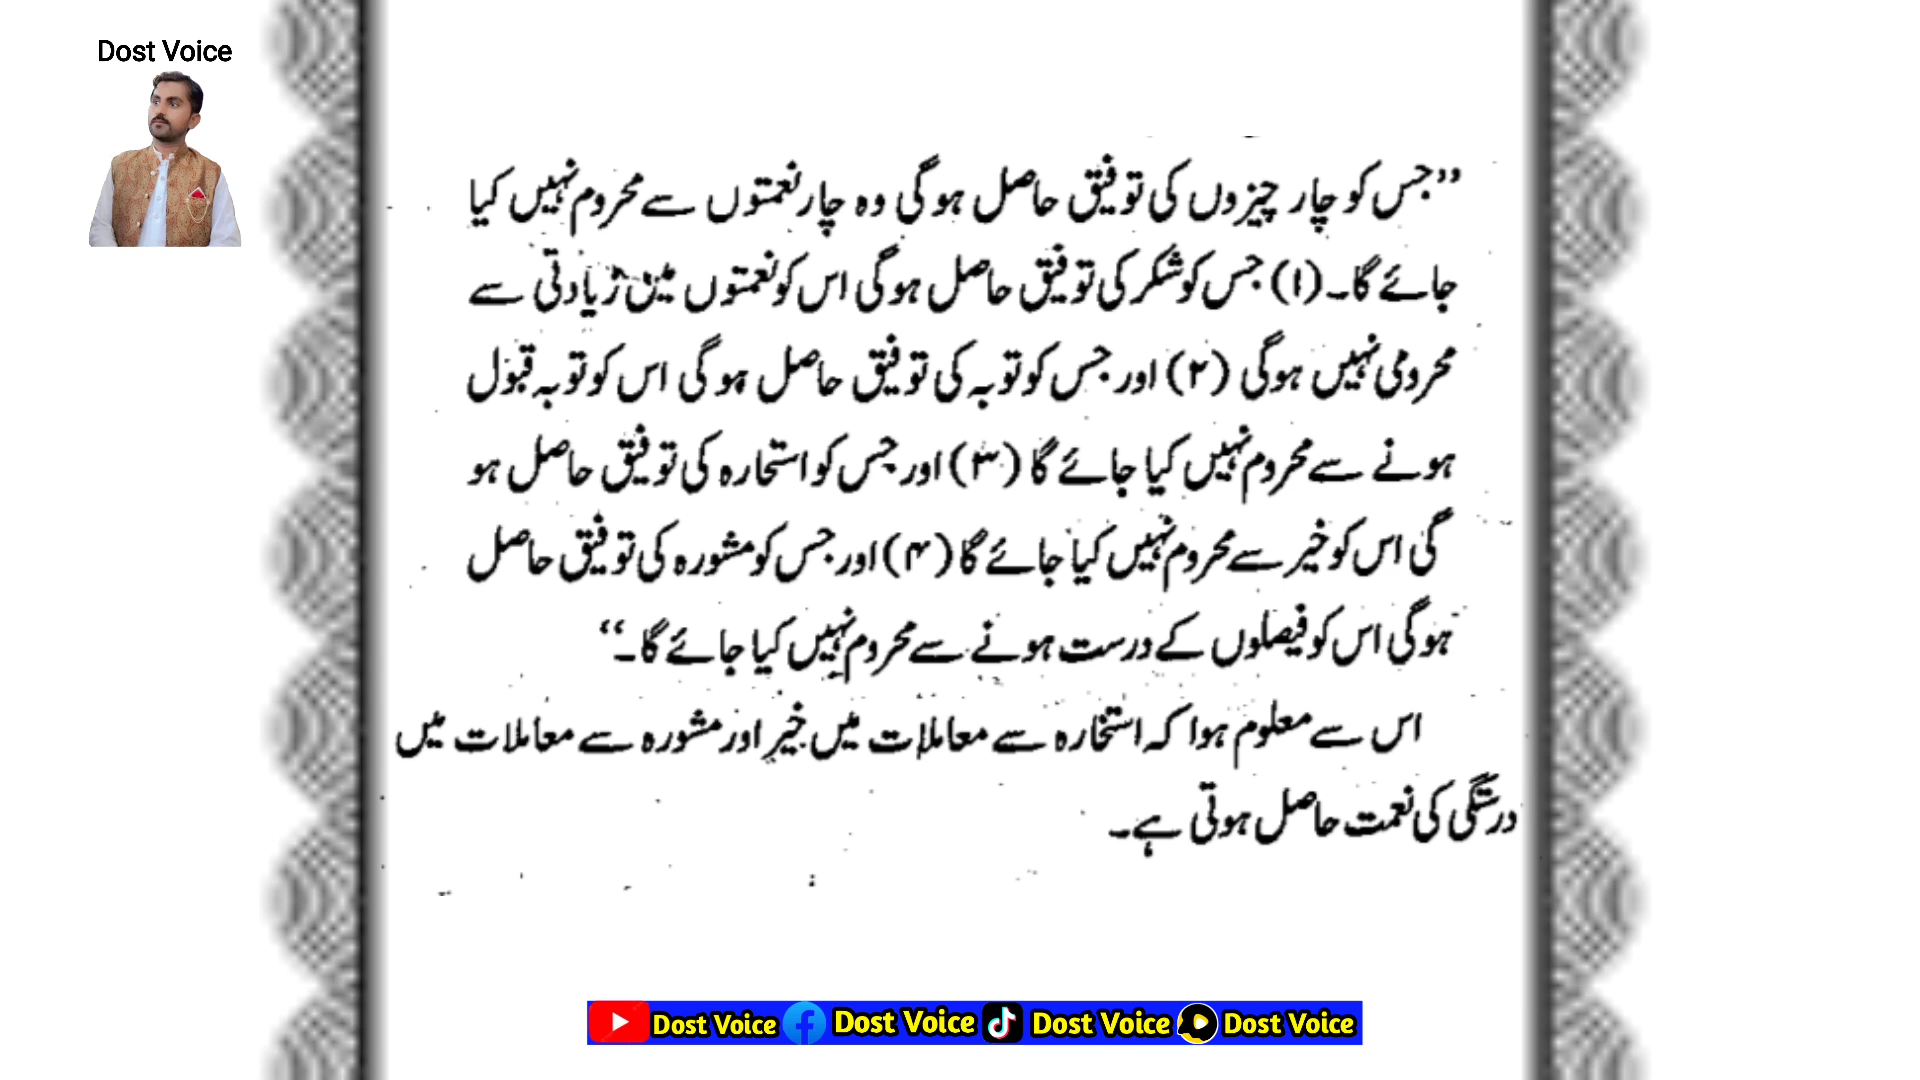 Dost Voice
”جس کو چار چیزوں کی توفیق حاصل ہوگی وہ چار نعمتوں سے محروم نہیں کیا
جائے گا۔ (۱) جس کو شکر کی توفیق حاصل ہوگی اس کو نعمتوں میں زیادتی سے
محرومی نہیں ہوگی (۲) اور جس کو توبہ کی توفیق حاصل ہوگی اس کو توبہ قبول
ہونے سے محروم نہیں کیا جائے گا (۳) اور جس کو استخارہ کی توفیق حاصل ہو
گی اس کو خیر سے محروم نہیں کیا جائے گا (۴) اور جس کو مشورہ کی توفیق حاصل
ہوگی اس کو فیصلوں کے درست ہونے سے محروم نہیں کیا جائے گا۔“
اس سے معلوم ہوا کہ استخارہ سے معاملات میں خیر اور مشورہ سے معاملات میں
درستگی کی نعمت حاصل ہوتی ہے۔
Dost Voice Dost Voice Dost Voice Dost Voice